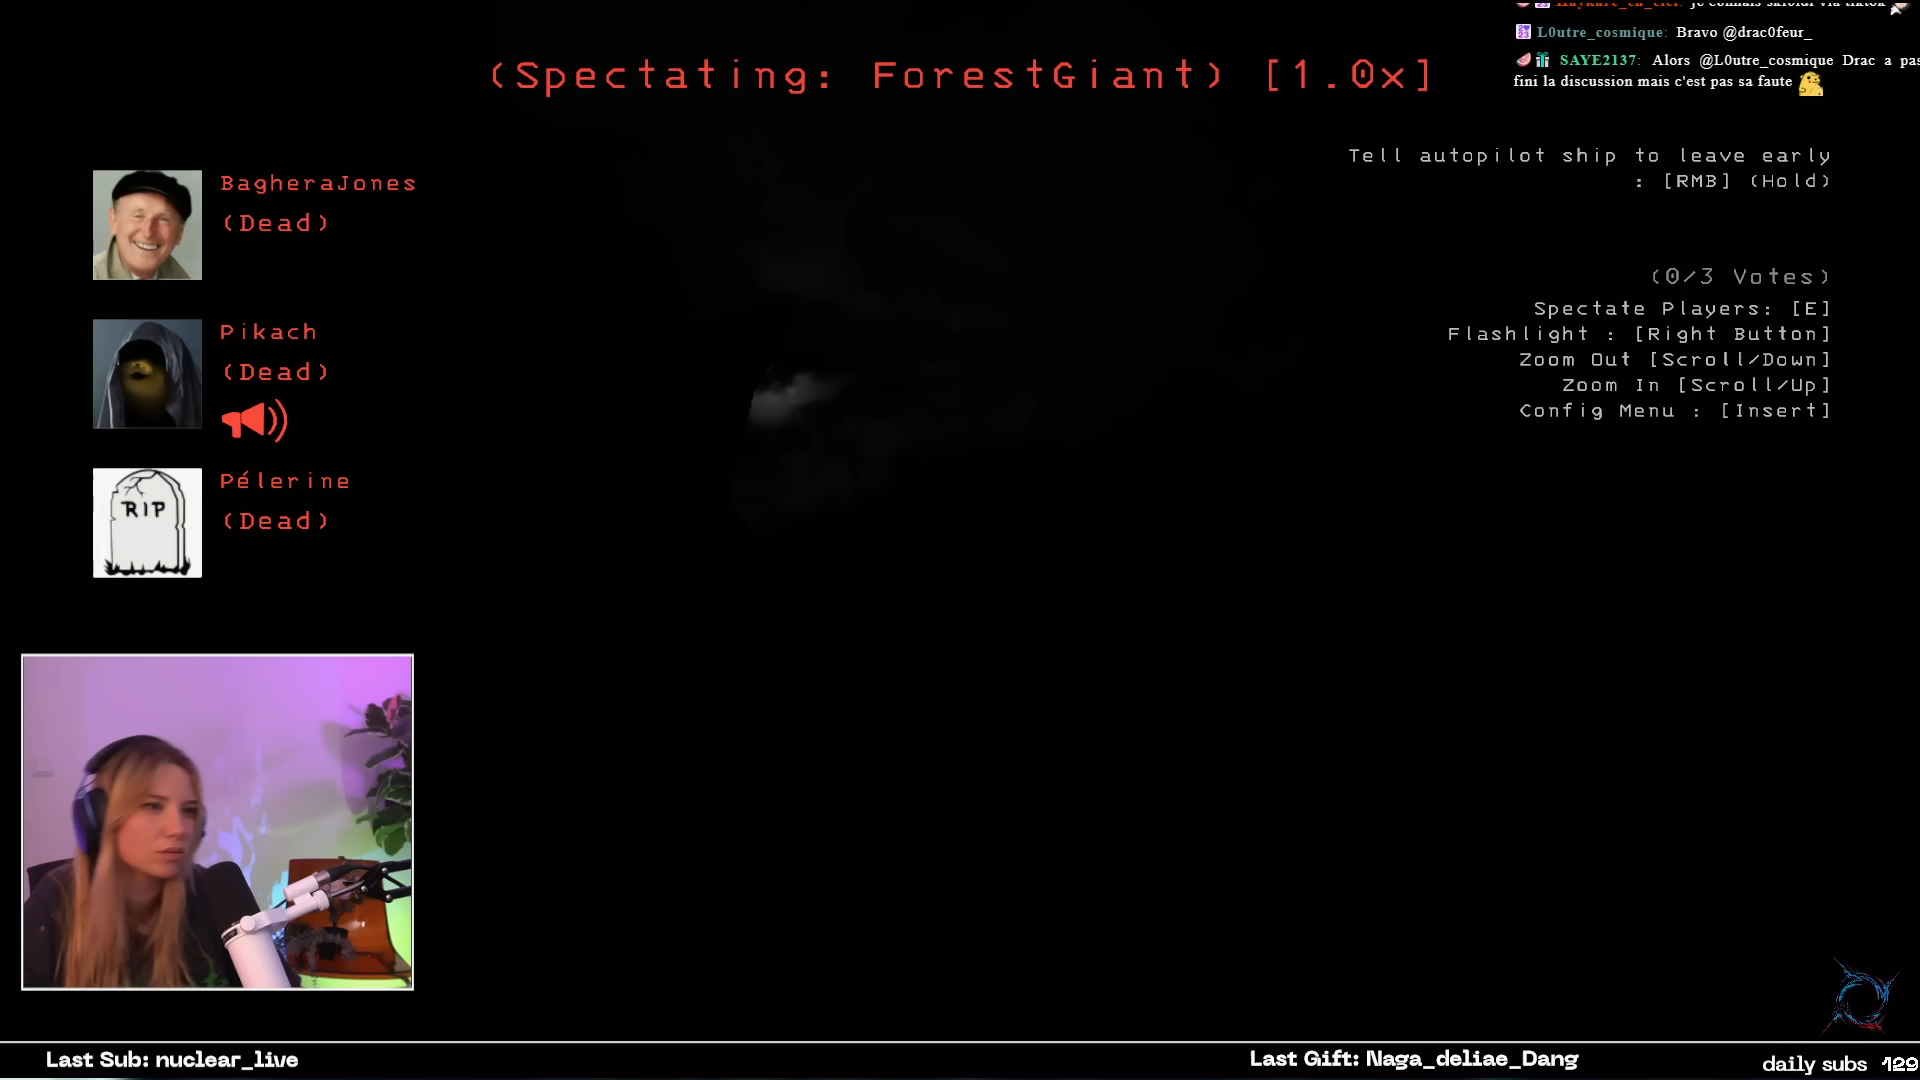 L0utre_cosmique: Bravo @drac0feur_
SAYE2137: Alors @L0utre_cosmique Drac a pas
fini la discussion mais c'est pas sa faute
(Spectating: ForestGiant) [1.0x]
Tell autopilot ship to leave early
: [RMB] (Hold)
BagheraJones
(Dead)
(0/3 Votes)
Spectate Players: [E]
Flashlight : [Right Button]
Zoom Out [Scroll/Down]
Zoom In [Scroll/Up]
Config Menu : [Insert]
Pikach
(Dead)
Pélerine
(Dead)
RIP
Last Sub: nuclear_live
Last Gift: Naga_deliae_Dang
daily subs 129